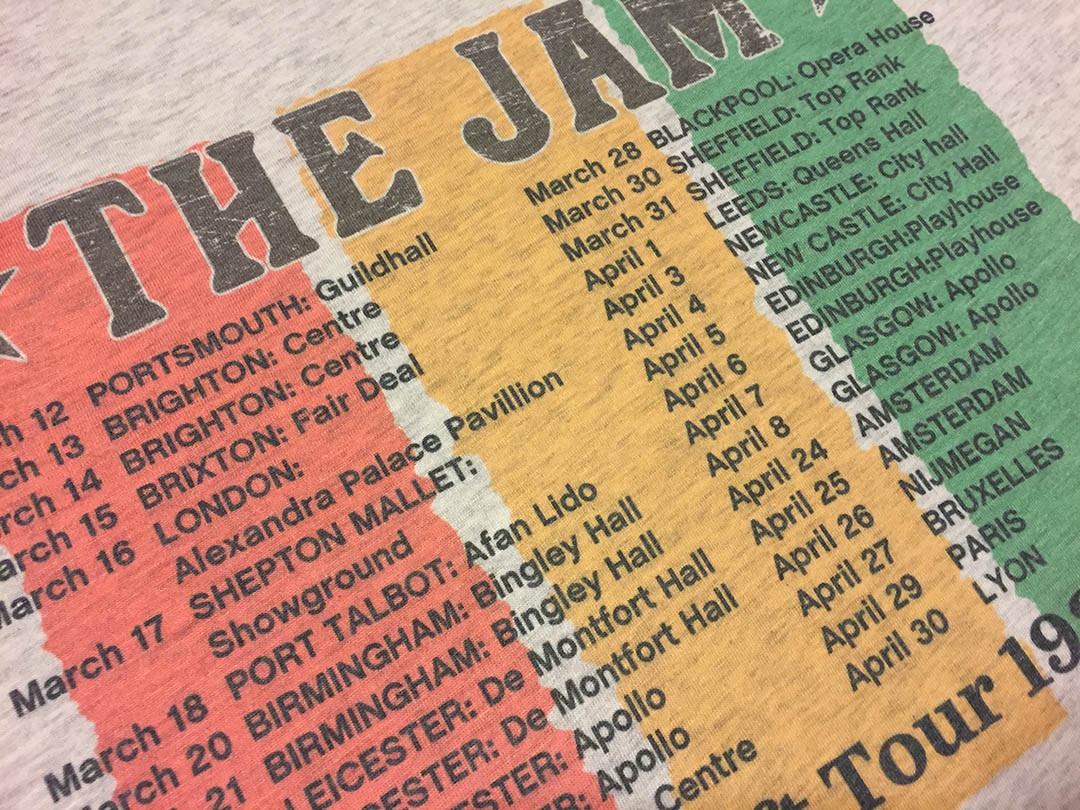 THE JAM
ch 12 PORTSMOUTH: Guildhall
ch 13 BRIGHTON: Centre
arch 14 BRIGHTON: Centre
arch 15 BRIXTON: Fair Deal
March 16 LONDON:
Alexandra Palace Pavillion
March 17 SHEPTON MALLET:
Showground
March 18 PORT TALBOT: Afan Lido
rch 20 BIRMINGHAM: Bingley Hall
21 BIRMINGHAM: Bingley Hall
LEICESTER: De Montfort Hall
ESTER: De Montfort Hall
STER: Apollo
Apollo
Centre
March 28 BLACKPOOL: Opera House
March 30 SHEFFIELD: Top Rank
March 31 SHEFFIELD: Top Rank
April 1 LEEDS: Queens Hall
April 3 NEWCASTLE: City hall
April 4 NEW CASTLE: City Hall
April 5 EDINBURGH:Playhouse
April 6 EDINBURGH:Playhouse
April 7 GLASGOW: Apollo
April 8 GLASGOW: Apollo
April 24 AMSTERDAM
April 25 AMSTERDAM
April 26 NIJMEGAN
April 27 BRUXELLES
April 29 PARIS
April 30 LYON
Tour 19